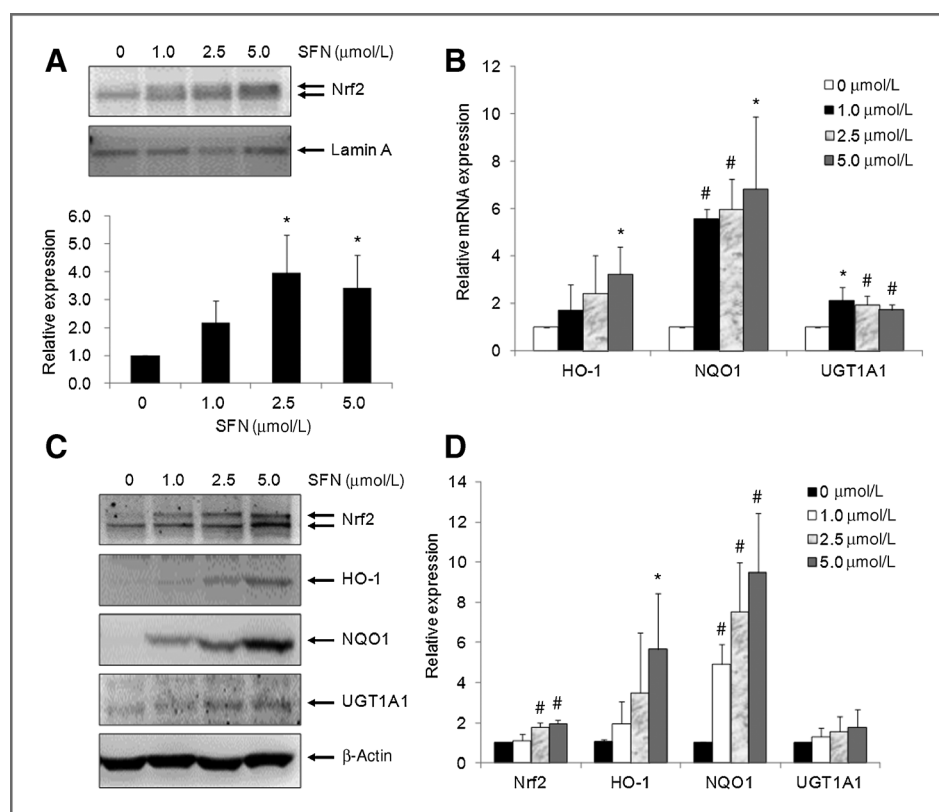 A
0 1.0 2.5 5.0 SFN (μmol/L)
Nrf2
Lamin A
Relative expression
6.0
5.0
4.0
3.0
2.0
1.0
0.0
* *
0 1.0 2.5 5.0
SFN (μmol/L)
B
Relative mRNA expression
12
10
8
6
4
2
0
0 μmol/L
1.0 μmol/L
2.5 μmol/L
5.0 μmol/L
* # # * * # #
HO-1 NQO1 UGT1A1
C
0 1.0 2.5 5.0 SFN (μmol/L)
Nrf2
HO-1
NQO1
UGT1A1
β-Actin
D
Relative expression
14
12
10
8
6
4
2
0
0 μmol/L
1.0 μmol/L
2.5 μmol/L
5.0 μmol/L
# # * # # #
Nrf2 HO-1 NQO1 UGT1A1